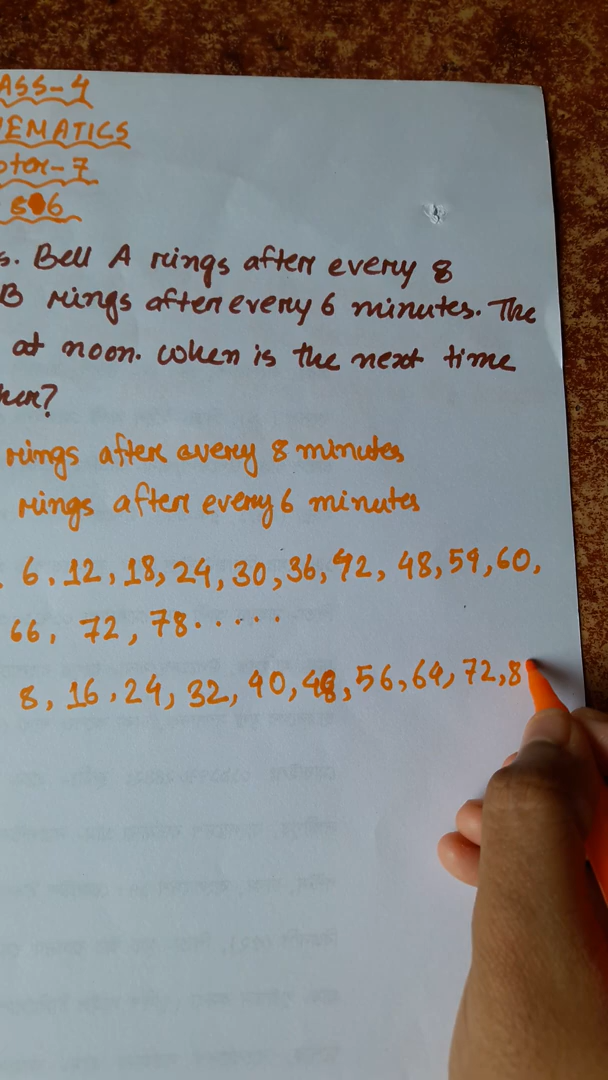 ASS-4
EMATICS
pter-7
806
s. Bell A rings after every 8
B rings after every 6 minutes. The
at noon. When is the next time
her?
rings after every 8 minutes
rings after every 6 minutes
6, 12, 18, 24, 30, 36, 42, 48, 54, 60,
66, 72, 78.....
8, 16, 24, 32, 40, 48, 56, 64, 72, 8